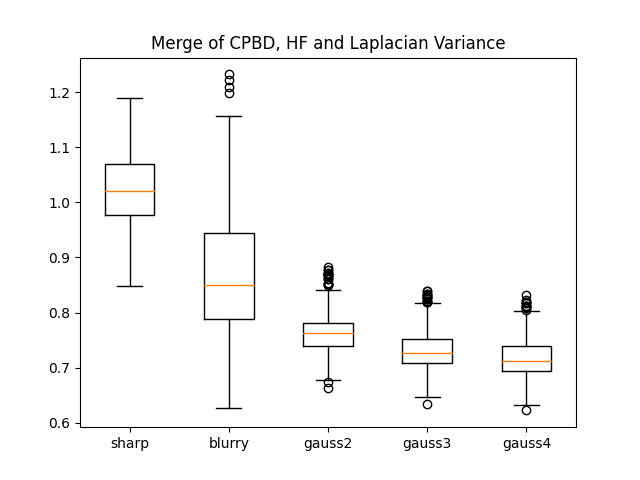 Merge of CPBD, HF and Laplacian Variance
1.2
1.1
1.0
0.9
0.8
0.7
0.6
sharp
blurry
gauss2
gauss3
gauss4